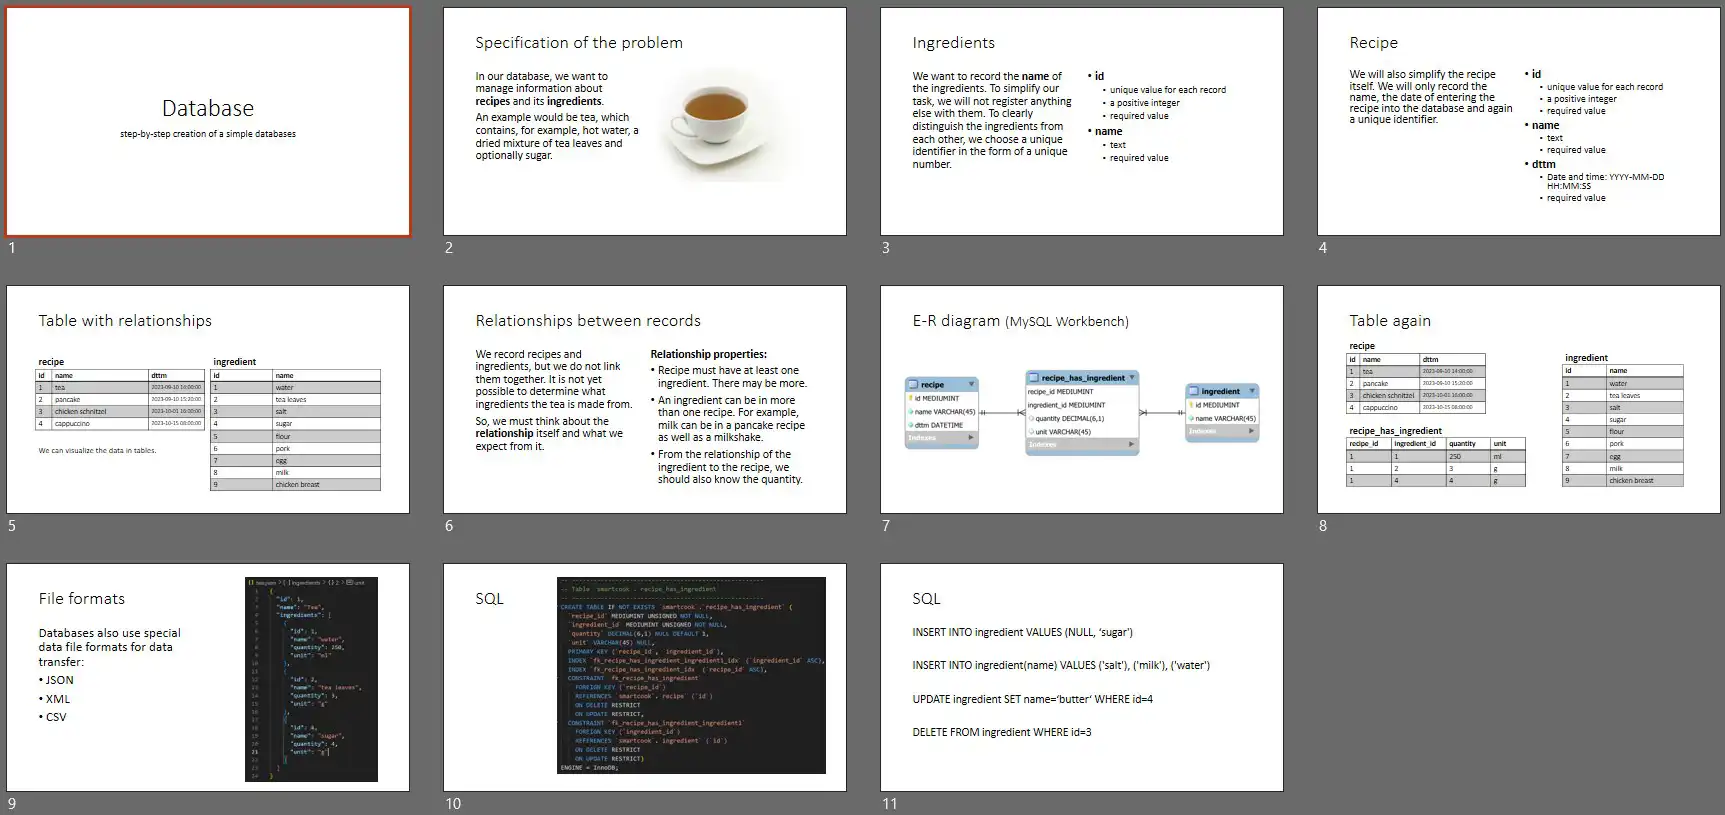 Database
step-by-step creation of a simple databases
1
Specification of the problem
In our database, we want to
manage information about
recipes and its ingredients.
An example would be tea, which
contains, for example, hot water, a
dried mixture of tea leaves and
optionally sugar.
2
Ingredients
We want to record the name of
the ingredients. To simplify our
task, we will not register anything
else with them. To clearly
distinguish the ingredients from
each other, we choose a unique
identifier in the form of a unique
number.
• id
• unique value for each record
• a positive integer
• required value
• name
• text
• required value
3
Recipe
We will also simplify the recipe
itself. We will only record the
name, the date of entering the
recipe into the database and again
a unique identifier.
• id
• unique value for each record
• a positive integer
• required value
• name
• text
• required value
• dttm
• Date and time: YYYY-MM-DD
HH:MM:SS
• required value
4
Table with relationships
recipe
id name dttm
1 tea 2023-09-10 14:00:00
2 pancake 2023-09-10 15:20:00
3 chicken schnitzel 2023-10-01 16:00:00
4 cappuccino 2023-10-15 08:00:00
We can visualize the data in tables.
ingredient
id name
1 water
2 tea leaves
3 salt
4 sugar
5 flour
6 pork
7 egg
8 milk
9 chicken breast
5
Relationships between records
We record recipes and
ingredients, but we do not link
them together. It is not yet
possible to determine what
ingredients the tea is made from.
So, we must think about the
relationship itself and what we
expect from it.
Relationship properties:
• Recipe must have at least one
ingredient. There may be more.
• An ingredient can be in more
than one recipe. For example,
milk can be in a pancake recipe
as well as a milkshake.
• From the relationship of the
ingredient to the recipe, we
should also know the quantity.
6
E-R diagram (MySQL Workbench)
recipe
id MEDIUMINT
name VARCHAR(45)
dttm DATETIME
Indexes
recipe_has_ingredient
recipe_id MEDIUMINT
ingredient_id MEDIUMINT
quantity DECIMAL(6,1)
unit VARCHAR(45)
Indexes
ingredient
id MEDIUMINT
name VARCHAR(45)
Indexes
7
Table again
recipe
id name dttm
1 tea 2023-09-10 14:00:00
2 pancake 2023-09-10 15:20:00
3 chicken schnitzel 2023-10-01 16:00:00
4 cappuccino 2023-10-15 08:00:00
recipe_has_ingredient
recipe_id ingredient_id quantity unit
1 1 250 ml
1 2 3 g
1 4 4 g
ingredient
id name
1 water
2 tea leaves
3 salt
4 sugar
5 flour
6 pork
7 egg
8 milk
9 chicken breast
8
File formats
Databases also use special
data file formats for data
transfer:
• JSON
• XML
• CSV
{
"id": 1,
"name": "Tea",
"ingredients": [
{
"id": 1,
"name": "water",
"quantity": 250,
"unit": "ml"
},
{
"id": 2,
"name": "tea leaves",
"quantity": 3,
"unit": "g"
},
{
"id": 4,
"name": "sugar",
"quantity": 4,
"unit": "g"
}
]
}
9
SQL
-- Table `smartcook`.`recipe_has_ingredient`
CREATE TABLE IF NOT EXISTS `smartcook`.`recipe_has_ingredient` (
`recipe_id` MEDIUMINT UNSIGNED NOT NULL,
`ingredient_id` MEDIUMINT UNSIGNED NOT NULL,
`quantity` DECIMAL(6,1) NULL DEFAULT 1,
`unit` VARCHAR(45) NULL,
PRIMARY KEY (`recipe_id`, `ingredient_id`),
INDEX `fk_recipe_has_ingredient_ingredient1_idx` (`ingredient_id` ASC),
INDEX `fk_recipe_has_ingredient_idx` (`recipe_id` ASC),
CONSTRAINT `fk_recipe_has_ingredient`
FOREIGN KEY (`recipe_id`)
REFERENCES `smartcook`.`recipe` (`id`)
ON DELETE RESTRICT
ON UPDATE RESTRICT,
CONSTRAINT `fk_recipe_has_ingredient_ingredient1`
FOREIGN KEY (`ingredient_id`)
REFERENCES `smartcook`.`ingredient` (`id`)
ON DELETE RESTRICT
ON UPDATE RESTRICT)
ENGINE = InnoDB;
10
SQL
INSERT INTO ingredient VALUES (NULL, ‘sugar’)
INSERT INTO ingredient(name) VALUES (‘salt’), (‘milk’), (‘water’)
UPDATE ingredient SET name=‘butter’ WHERE id=4
DELETE FROM ingredient WHERE id=3
11